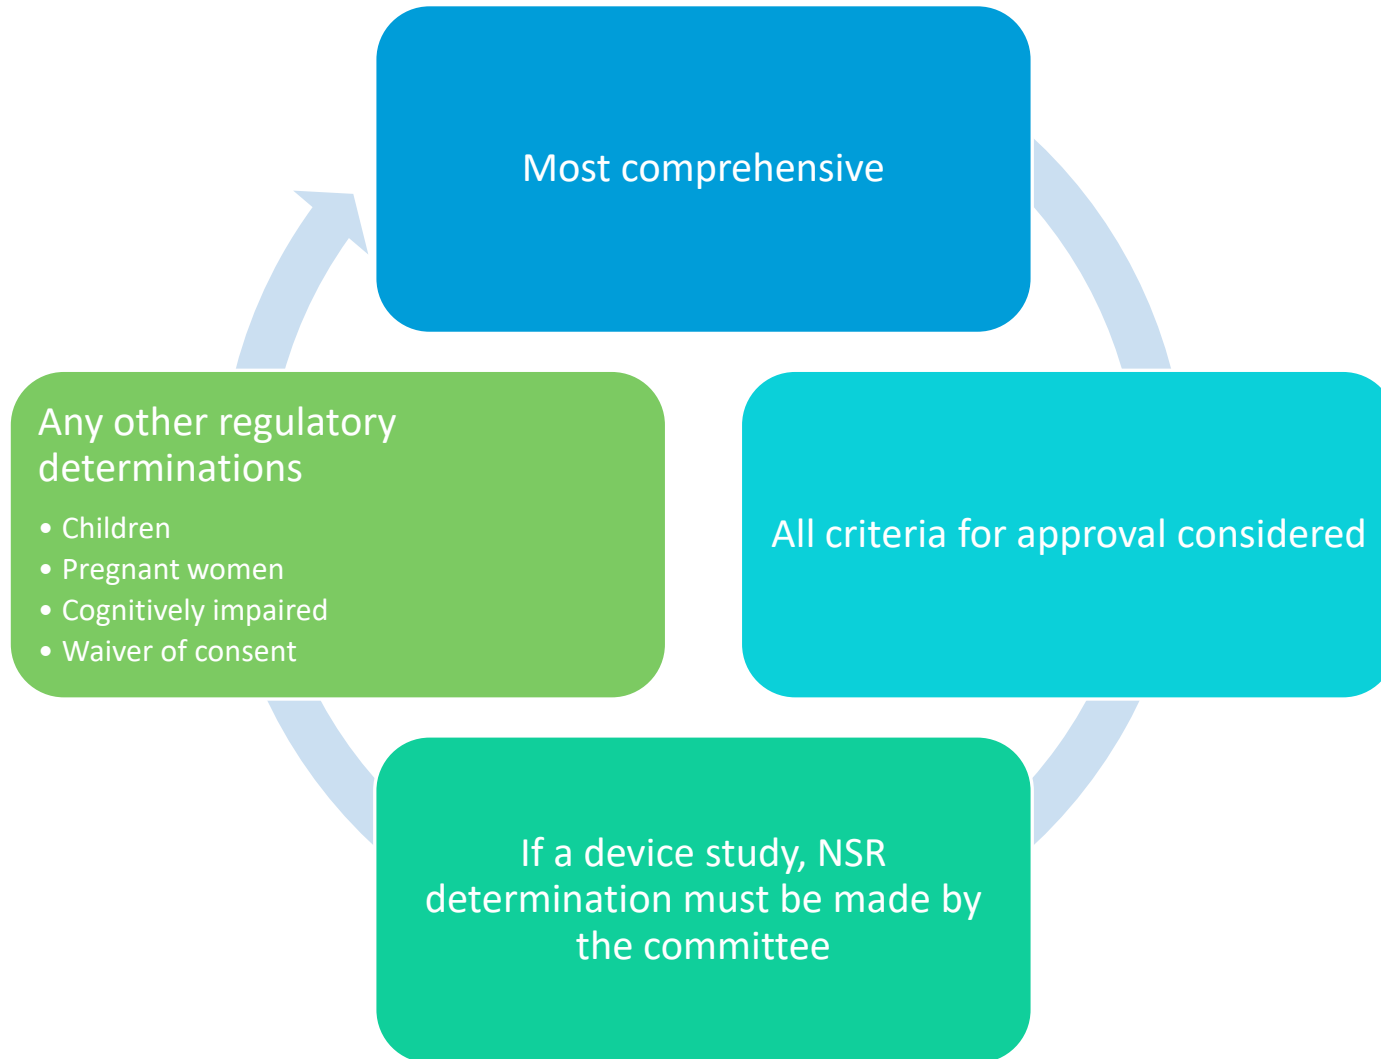 Most comprehensive
All criteria for approval considered
If a device study, NSR
determination must be made by
the committee
Any other regulatory
determinations
• Children
• Pregnant women
• Cognitively impaired
• Waiver of consent